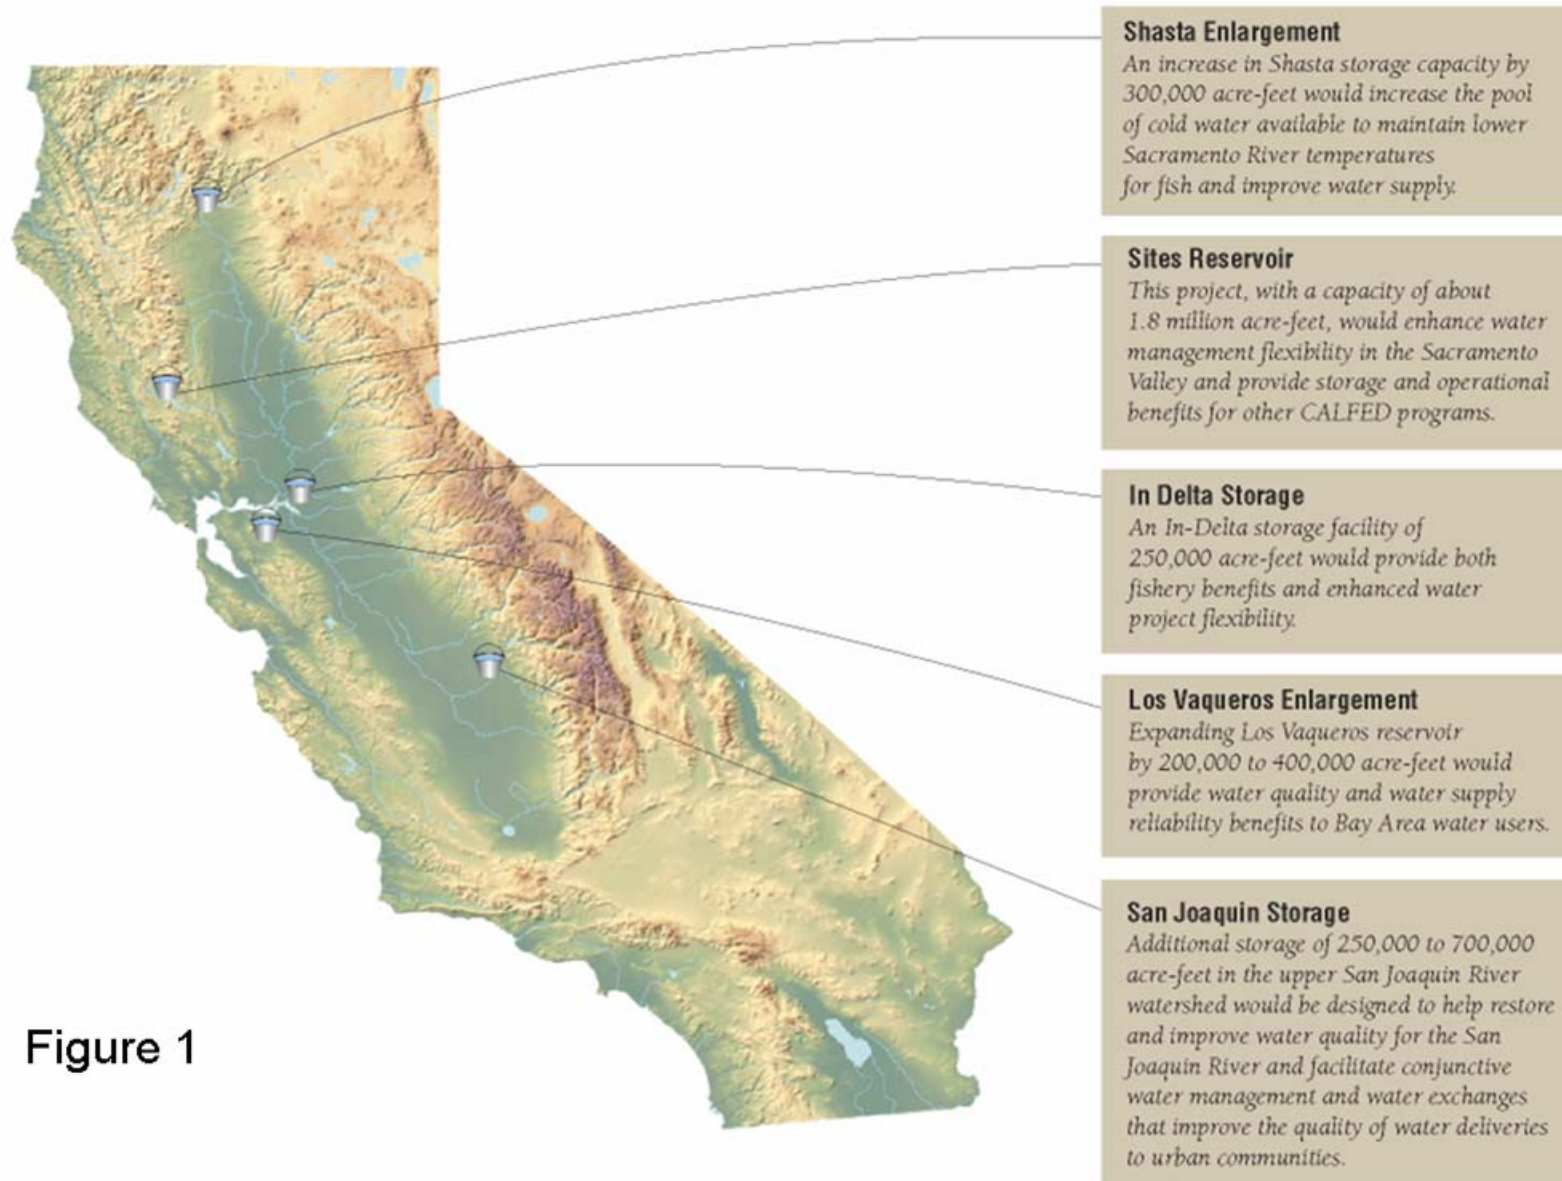 Shasta Enlargement
An increase in Shasta storage capacity by
300,000 acre-feet would increase the pool
of cold water available to maintain lower
Sacramento River temperatures
for fish and improve water supply.
Sites Reservoir
This project, with a capacity of about
1.8 million acre-feet, would enhance water
management flexibility in the Sacramento
Valley and provide storage and operational
benefits for other CALFED programs.
In Delta Storage
An In-Delta storage facility of
250,000 acre-feet would provide both
fishery benefits and enhanced water
project flexibility.
Los Vaqueros Enlargement
Expanding Los Vaqueros reservoir
by 200,000 to 400,000 acre-feet would
provide water quality and water supply
reliability benefits to Bay Area water users.
San Joaquin Storage
Additional storage of 250,000 to 700,000
acre-feet in the upper San Joaquin River
watershed would be designed to help restore
and improve water quality for the San
Joaquin River and facilitate conjunctive
water management and water exchanges
that improve the quality of water deliveries
to urban communities.
Figure 1